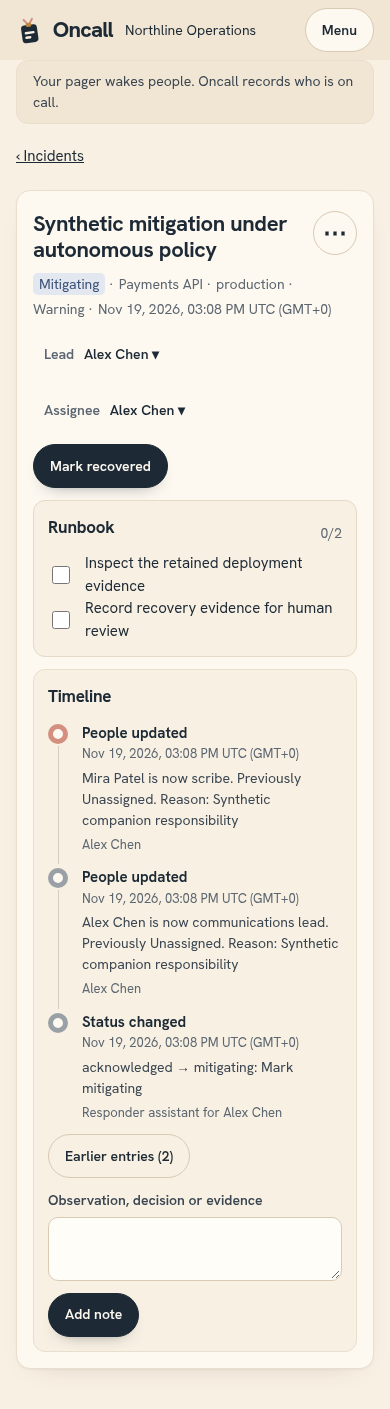 Oncall Northline Operations Menu
Your pager wakes people. Oncall records who is on
call.
‹ Incidents
Synthetic mitigation under
autonomous policy
...
Mitigating · Payments API · production ·
Warning · Nov 19, 2026, 03:08 PM UTC (GMT+0)
Lead Alex Chen ▾
Assignee Alex Chen ▾
Mark recovered
Runbook 0/2
Inspect the retained deployment
evidence
Record recovery evidence for human
review
Timeline
People updated
Nov 19, 2026, 03:08 PM UTC (GMT+0)
Mira Patel is now scribe. Previously
Unassigned. Reason: Synthetic
companion responsibility
Alex Chen
People updated
Nov 19, 2026, 03:08 PM UTC (GMT+0)
Alex Chen is now communications lead.
Previously Unassigned. Reason: Synthetic
companion responsibility
Alex Chen
Status changed
Nov 19, 2026, 03:08 PM UTC (GMT+0)
acknowledged → mitigating: Mark
mitigating
Responder assistant for Alex Chen
Earlier entries (2)
Observation, decision or evidence
Add note